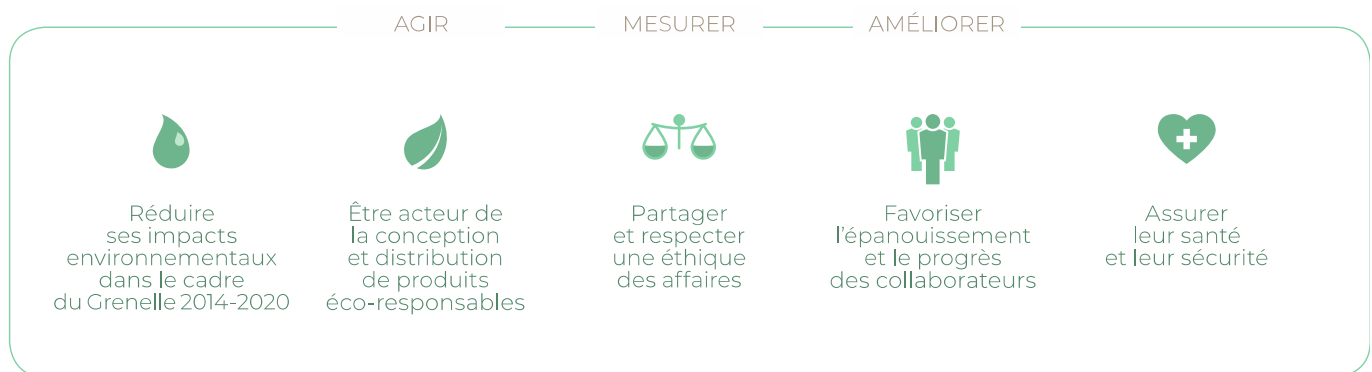 AGIR
MESURER
AMÉLIORER
Réduire
ses impacts
environnementaux
dans le cadre
du Grenelle 2014-2020
Être acteur de
la conception
et distribution
de produits
éco-responsables
Partager
et respecter
une éthique
des affaires
Favoriser
l’épanouissement
et le progrès
des collaborateurs
Assurer
leur santé
et leur sécurité